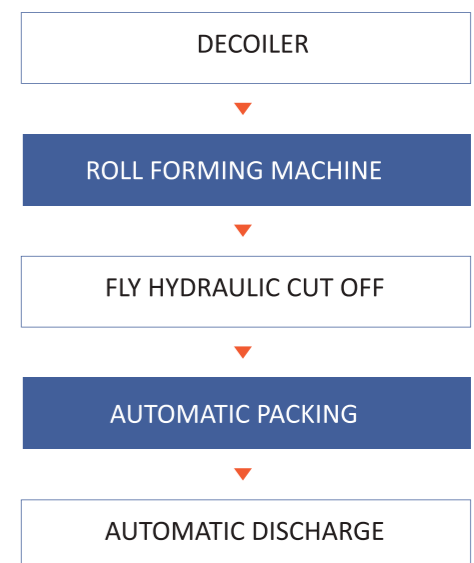 DECOILER
ROLL FORMING MACHINE
FLY HYDRAULIC CUT OFF
AUTOMATIC PACKING
AUTOMATIC DISCHARGE